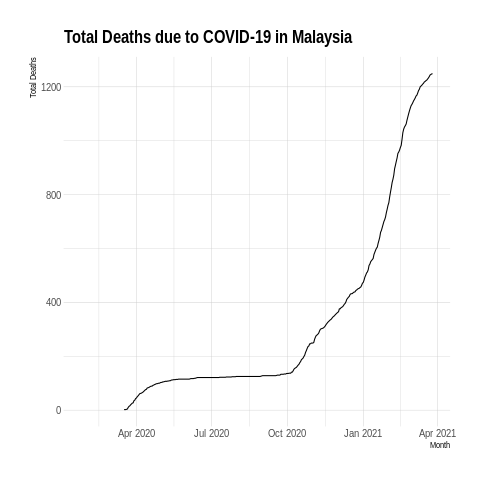 Total Deaths due to COVID-19 in Malaysia
Total Deaths
1200
800
400
0
Apr 2020 Jul 2020 Oct 2020 Jan 2021 Apr 2021
Month